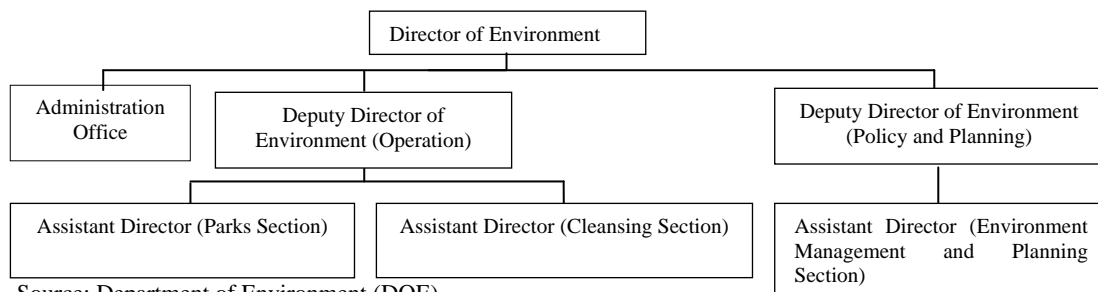 Director of Environment
Administration
Office
Deputy Director of
Environment (Operation)
Deputy Director of Environment
(Policy and Planning)
Assistant Director (Parks Section)
Assistant Director (Cleansing Section)
Assistant Director (Environment
Management and Planning
Section)
Source: Department of Environment (DOE)